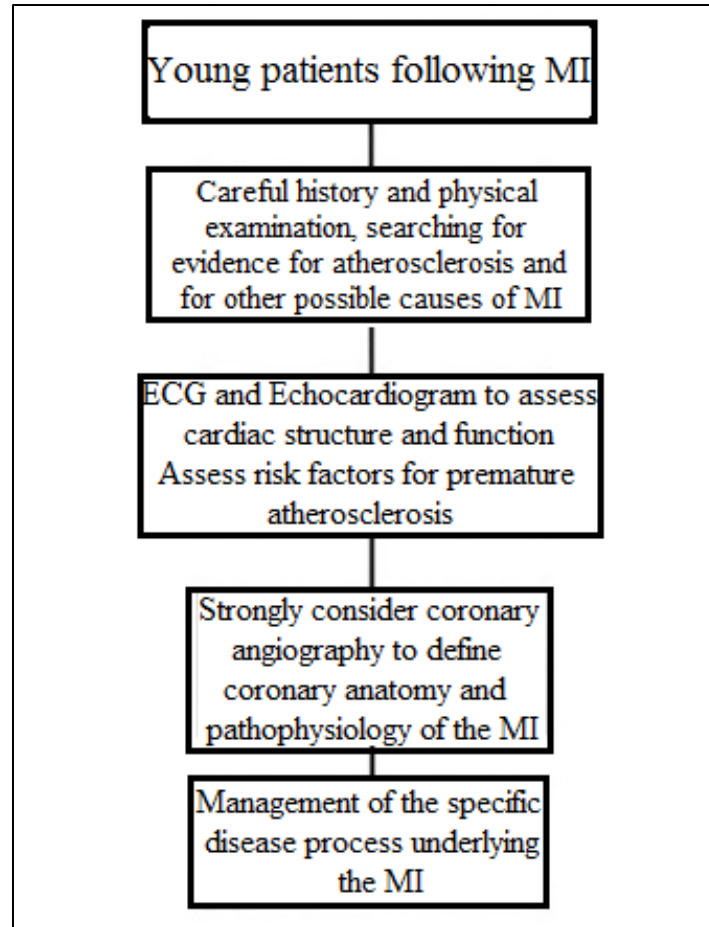 Young patients following MI
Careful history and physical
examination, searching for
evidence for atherosclerosis and
for other possible causes of MI
ECG and Echocardiogram to assess
cardiac structure and function
Assess risk factors for premature
atherosclerosis
Strongly consider coronary
angiography to define
coronary anatomy and
pathophysiology of the MI
Management of the specific
disease process underlying
the MI